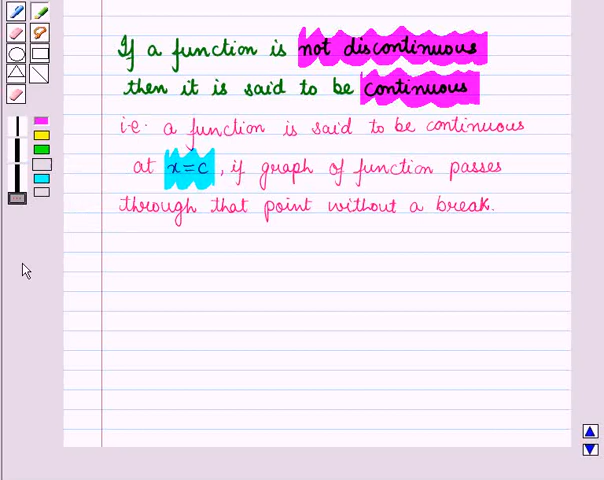 If a function is not discontinuous
then it is said to be continuous
i.e. a function is said to be continuous
at x=c, if graph of function passes
through that point without a break.